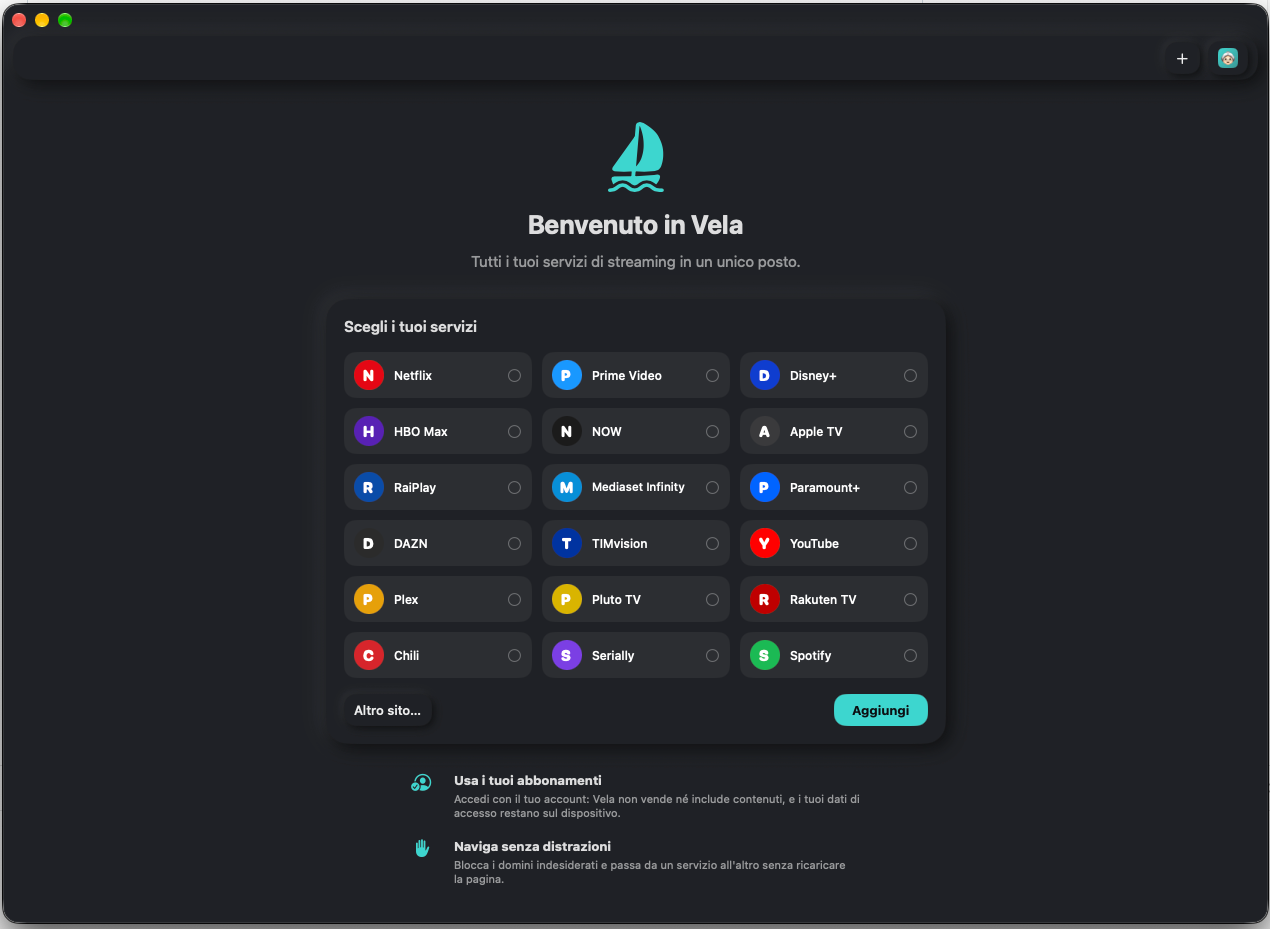 +
Benvenuto in Vela
Tutti i tuoi servizi di streaming in un unico posto.
Scegli i tuoi servizi
N Netflix
P Prime Video
D Disney+
H HBO Max
N NOW
A Apple TV
R RaiPlay
M Mediaset Infinity
P Paramount+
D DAZN
T TIMvision
Y YouTube
P Plex
P Pluto TV
R Rakuten TV
C Chili
S Serially
S Spotify
Altro sito...
Aggiungi
Usa i tuoi abbonamenti
Accedi con il tuo account: Vela non vende né include contenuti, e i tuoi dati di
accesso restano sul dispositivo.
Naviga senza distrazioni
Blocca i domini indesiderati e passa da un servizio all'altro senza ricaricare
la pagina.